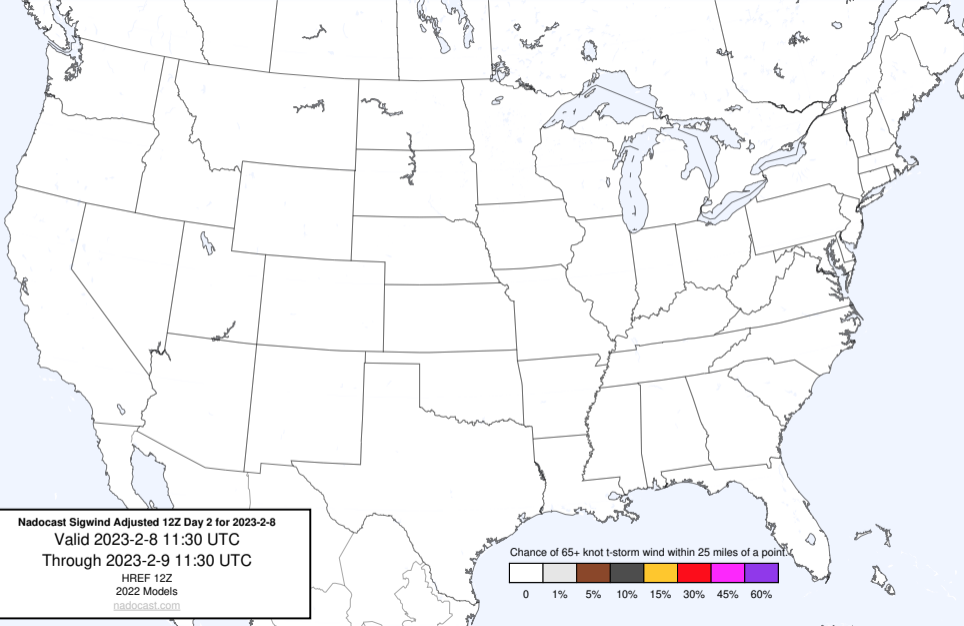 Nadocast Sigwind Adjusted 12Z Day 2 for 2023-2-8
Valid 2023-2-8 11:30 UTC
Through 2023-2-9 11:30 UTC
HREF 12Z
2022 Models
nadocast.com
Chance of 65+ knot t-storm wind within 25 miles of a point.
0 1% 5% 10% 15% 30% 45% 60%